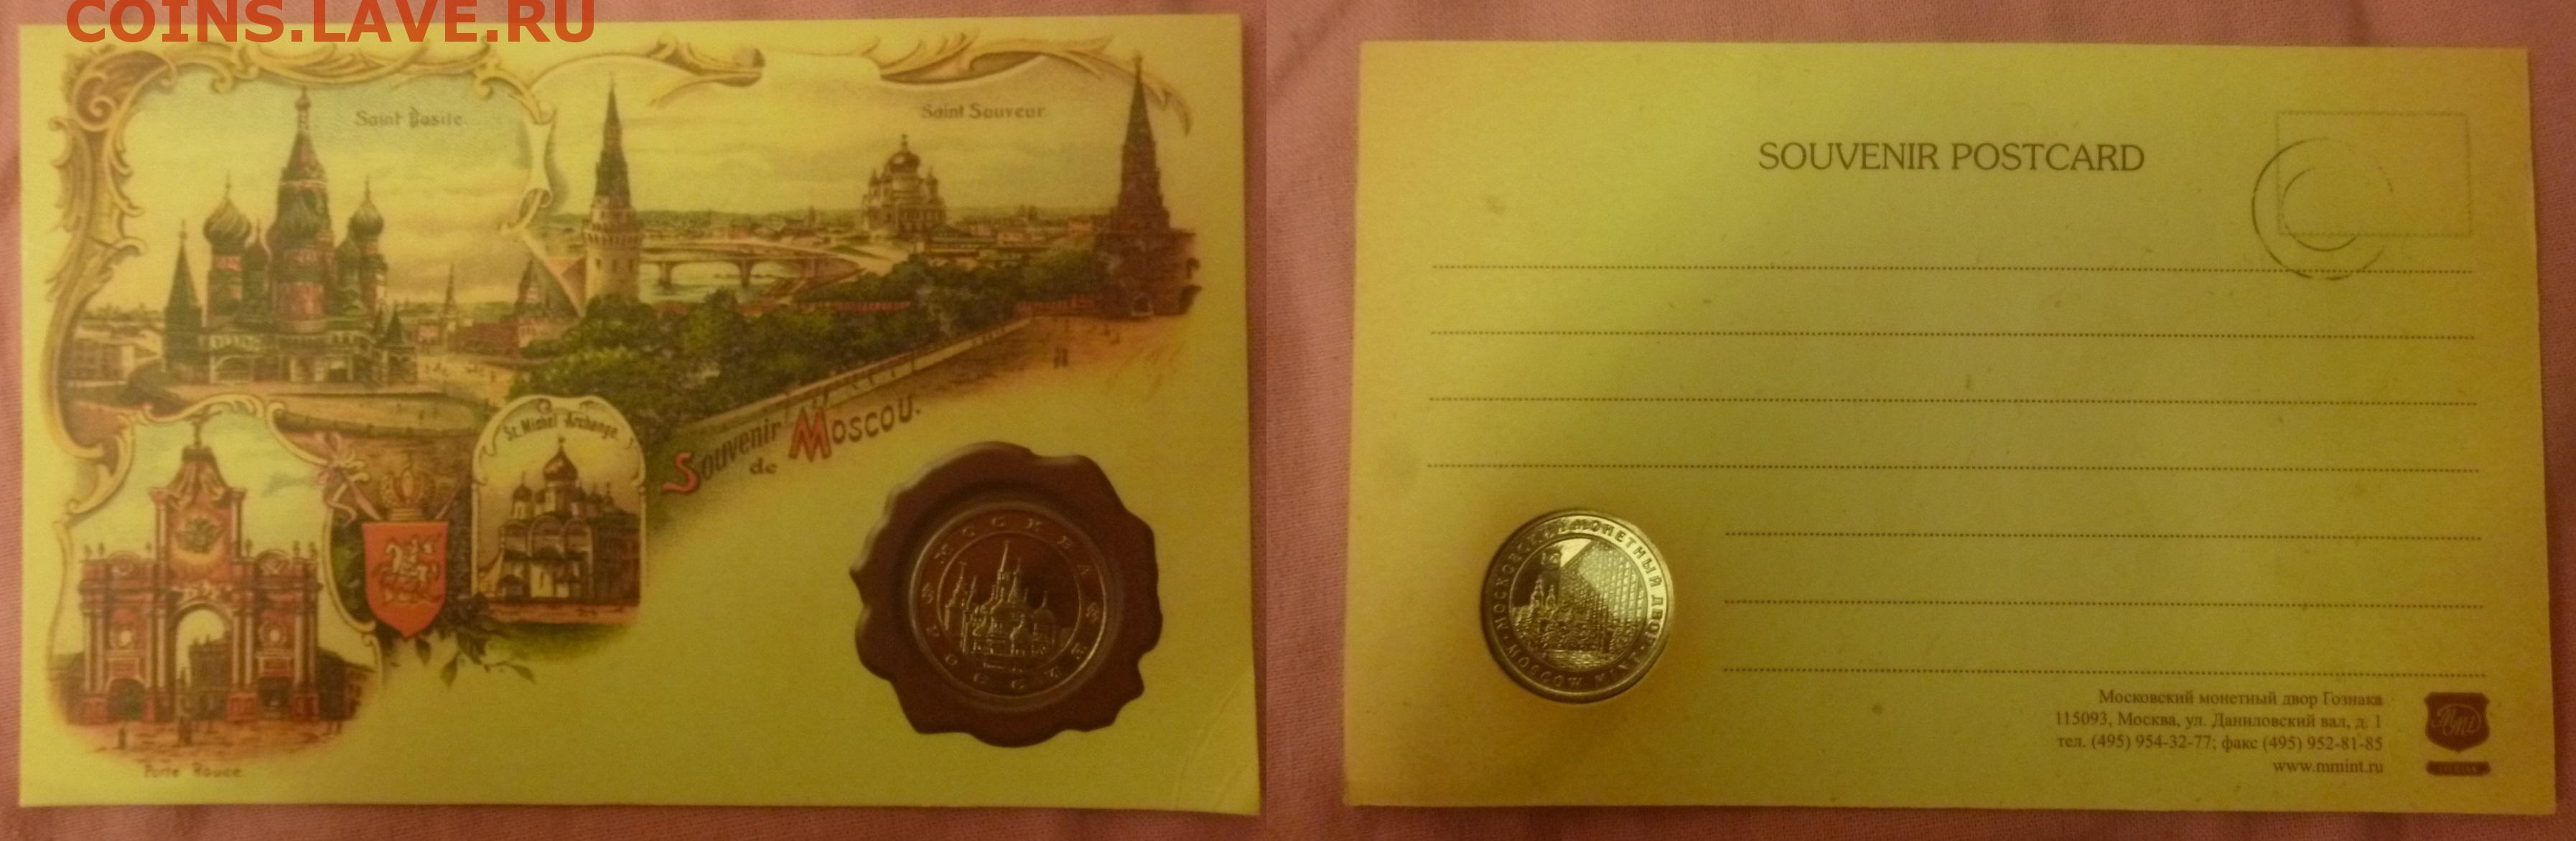 COINS.LAVE.RU
Saint Basile.
Saint Sauveur.
St. Michel Archange.
Souvenir de Moscou.
Porte Rouge
МОСКВА
SOUVENIR POSTCARD
МОСКОВСКИЙ МОНЕТНЫЙ ДВОР
MOSCOW MINT
Московский монетный двор Гознака
115093, Москва, ул. Даниловский вал, д. 1
тел. (495) 954-32-77; факс (495) 952-81-85
www.mmint.ru